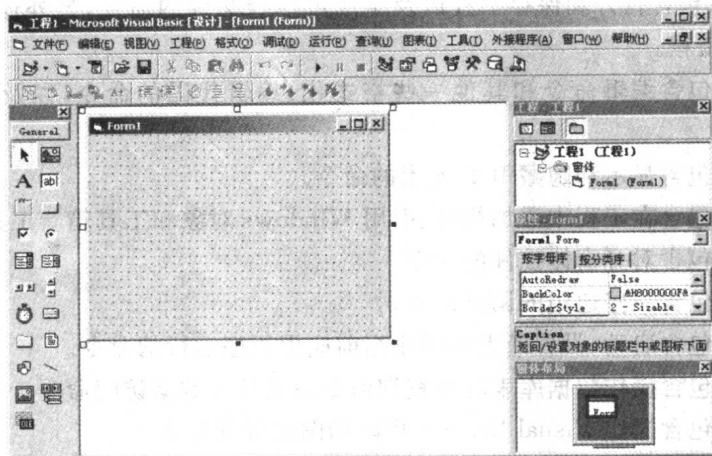 工程1 - Microsoft Visual Basic [设计] - [Form1 (Form)]
文件(F) 编辑(E) 视图(V) 工程(P) 格式(O) 调试(D) 运行(R) 查询(U) 图表(I) 工具(T) 外接程序(A) 窗口(W) 帮助(H)
General
A ab
OLE
Form1
工程 - 工程1
工程1 (工程1)
窗体
Form1 (Form1)
属性 - Form1
Form1 Form
按字母序 按分类序
AutoRedraw False
BackColor &H8000000F&
BorderStyle 2 - Sizable
Caption
返回/设置对象的标题栏中或图标下面
窗体布局
Form